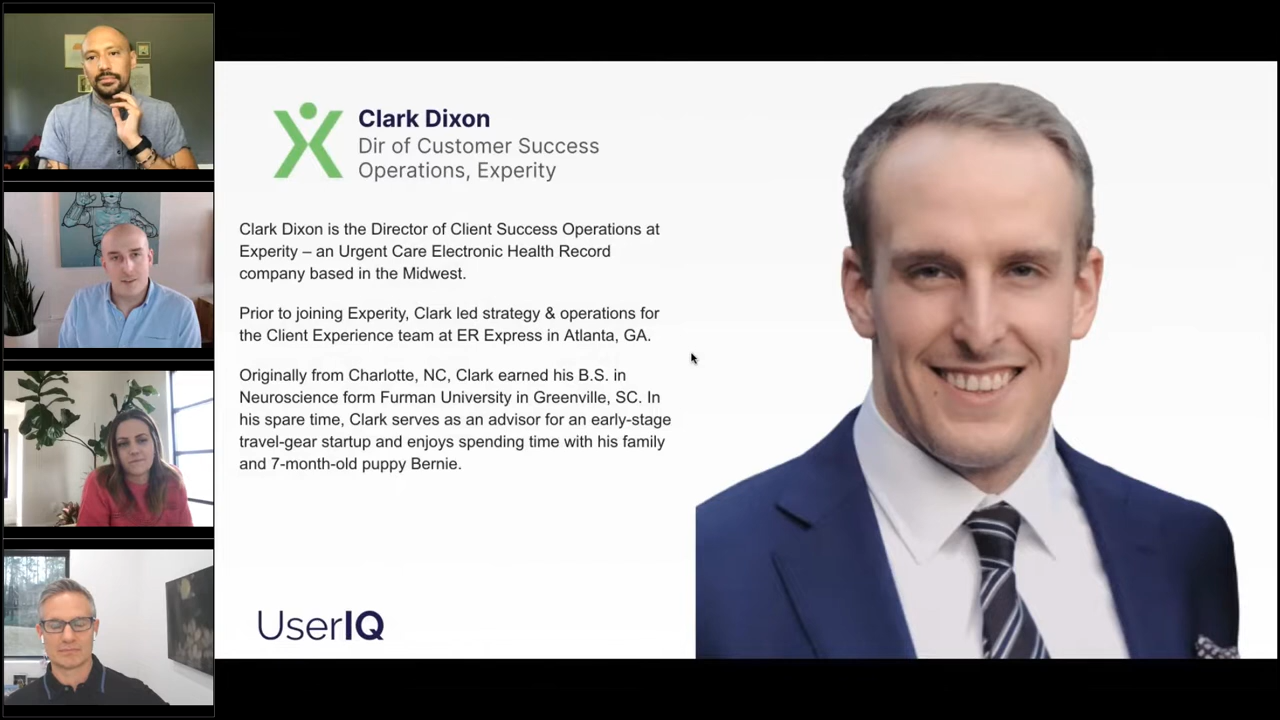 Clark Dixon
Dir of Customer Success
Operations, Experity
Clark Dixon is the Director of Client Success Operations at
Experity – an Urgent Care Electronic Health Record
company based in the Midwest.
Prior to joining Experity, Clark led strategy & operations for
the Client Experience team at ER Express in Atlanta, GA.
Originally from Charlotte, NC, Clark earned his B.S. in
Neuroscience form Furman University in Greenville, SC. In
his spare time, Clark serves as an advisor for an early-stage
travel-gear startup and enjoys spending time with his family
and 7-month-old puppy Bernie.
UserIQ